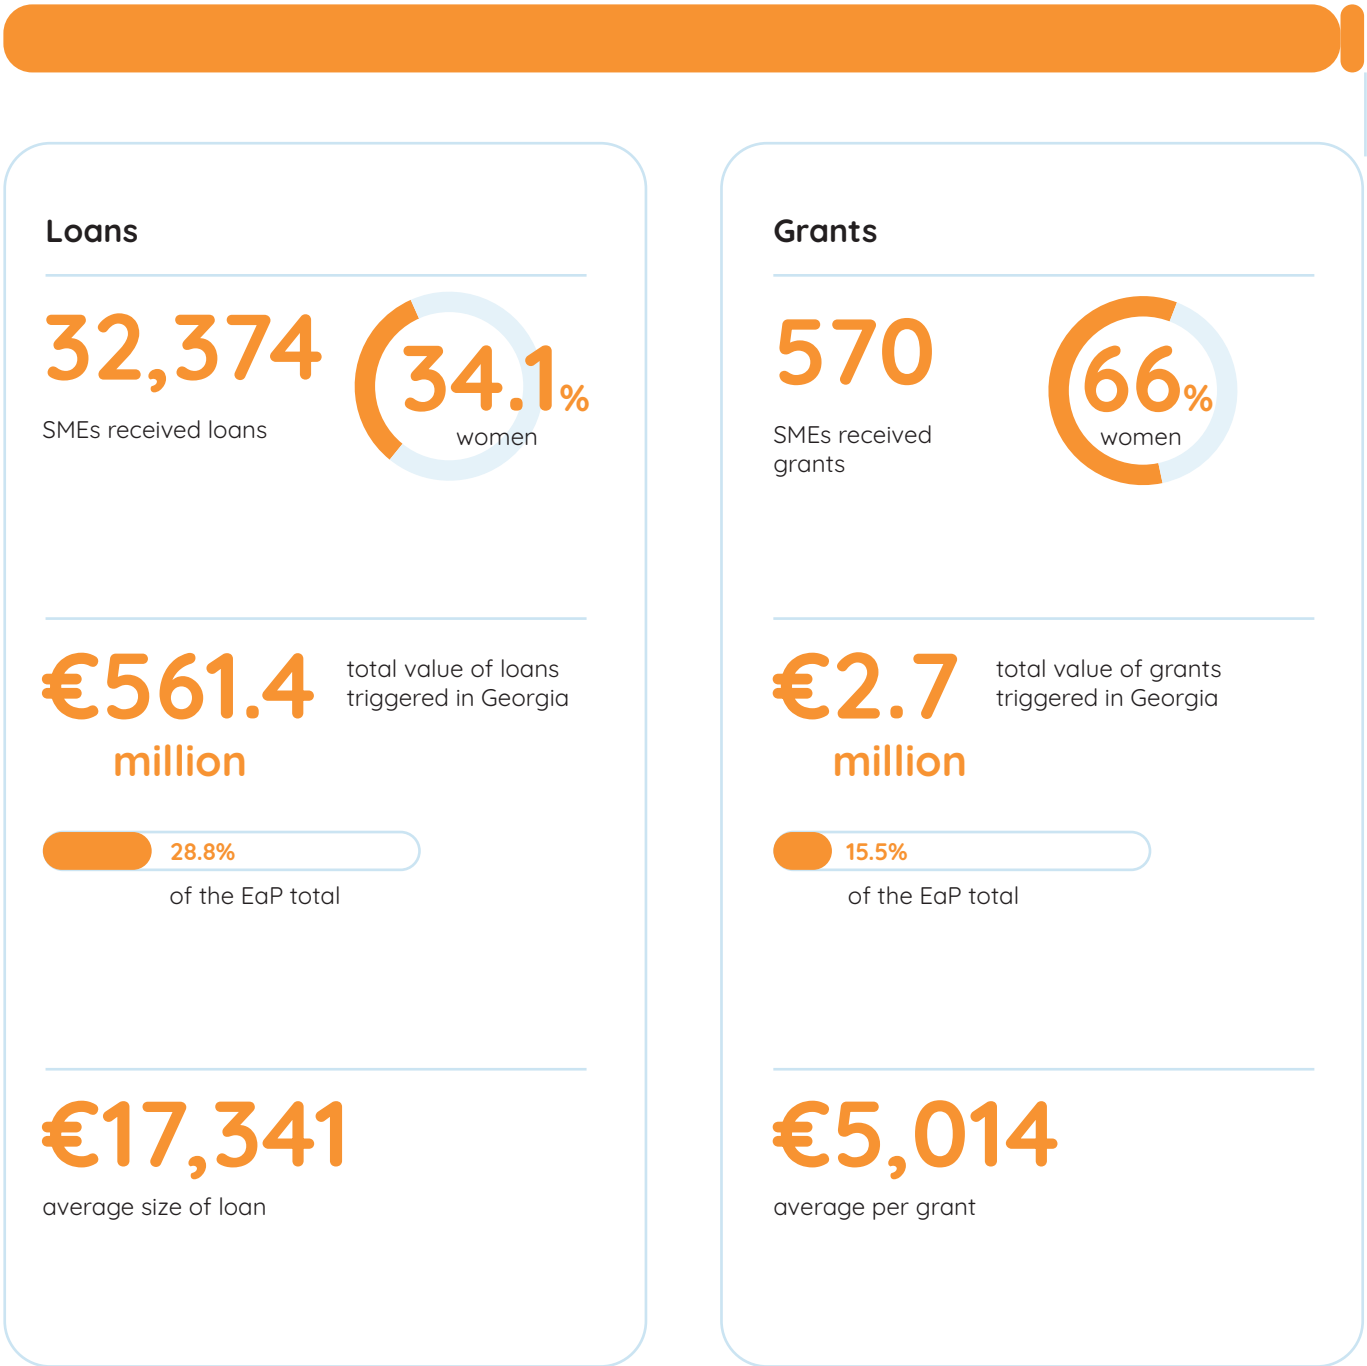 Loans
32,374
SMEs received loans
34.1%
women
€561.4
million
total value of loans
triggered in Georgia
28.8%
of the EaP total
€17,341
average size of loan
Grants
570
SMEs received
grants
66%
women
€2.7
million
total value of grants
triggered in Georgia
15.5%
of the EaP total
€5,014
average per grant